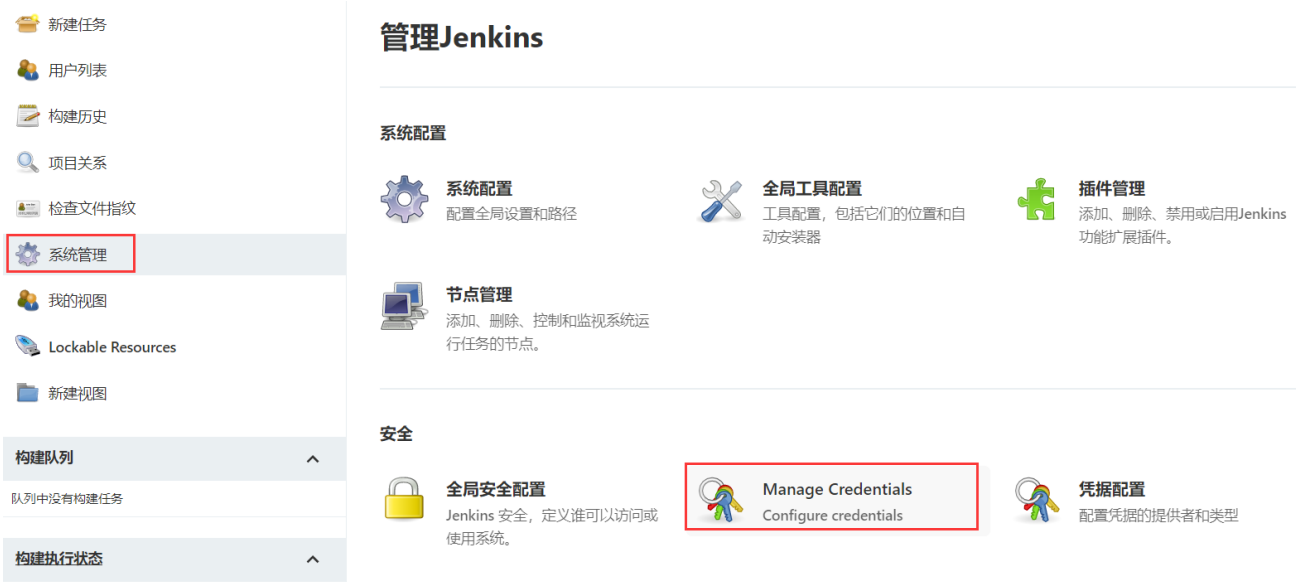 新建任务
用户列表
构建历史
项目关系
检查文件指纹
系统管理
我的视图
Lockable Resources
新建视图
构建队列
队列中没有构建任务
构建执行状态
管理Jenkins
系统配置
系统配置
配置全局设置和路径
全局工具配置
工具配置，包括它们的位置和自
动安装器
插件管理
添加、删除、禁用或启用Jenkins
功能扩展插件。
节点管理
添加、删除、控制和监视系统运
行任务的节点。
安全
全局安全配置
Jenkins 安全，定义谁可以访问或
使用系统。
Manage Credentials
Configure credentials
凭据配置
配置凭据的提供者和类型